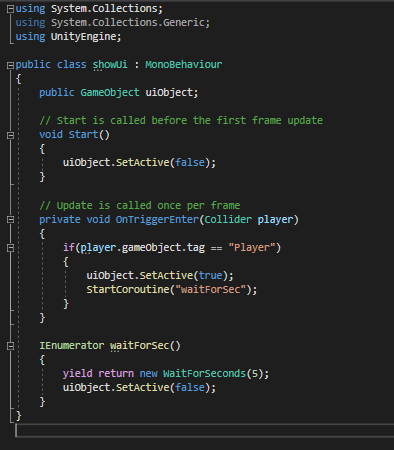 using System.Collections;
using System.Collections.Generic;
using UnityEngine;
public class showUi : MonoBehaviour
{
public GameObject uiObject;
// Start is called before the first frame update
void Start()
{
uiObject.SetActive(false);
}
// Update is called once per frame
private void OnTriggerEnter(Collider player)
{
if(player.gameObject.tag == "Player")
{
uiObject.SetActive(true);
StartCoroutine("waitForSec");
}
}
IEnumerator waitForSec()
{
yield return new WaitForSeconds(5);
uiObject.SetActive(false);
}
}